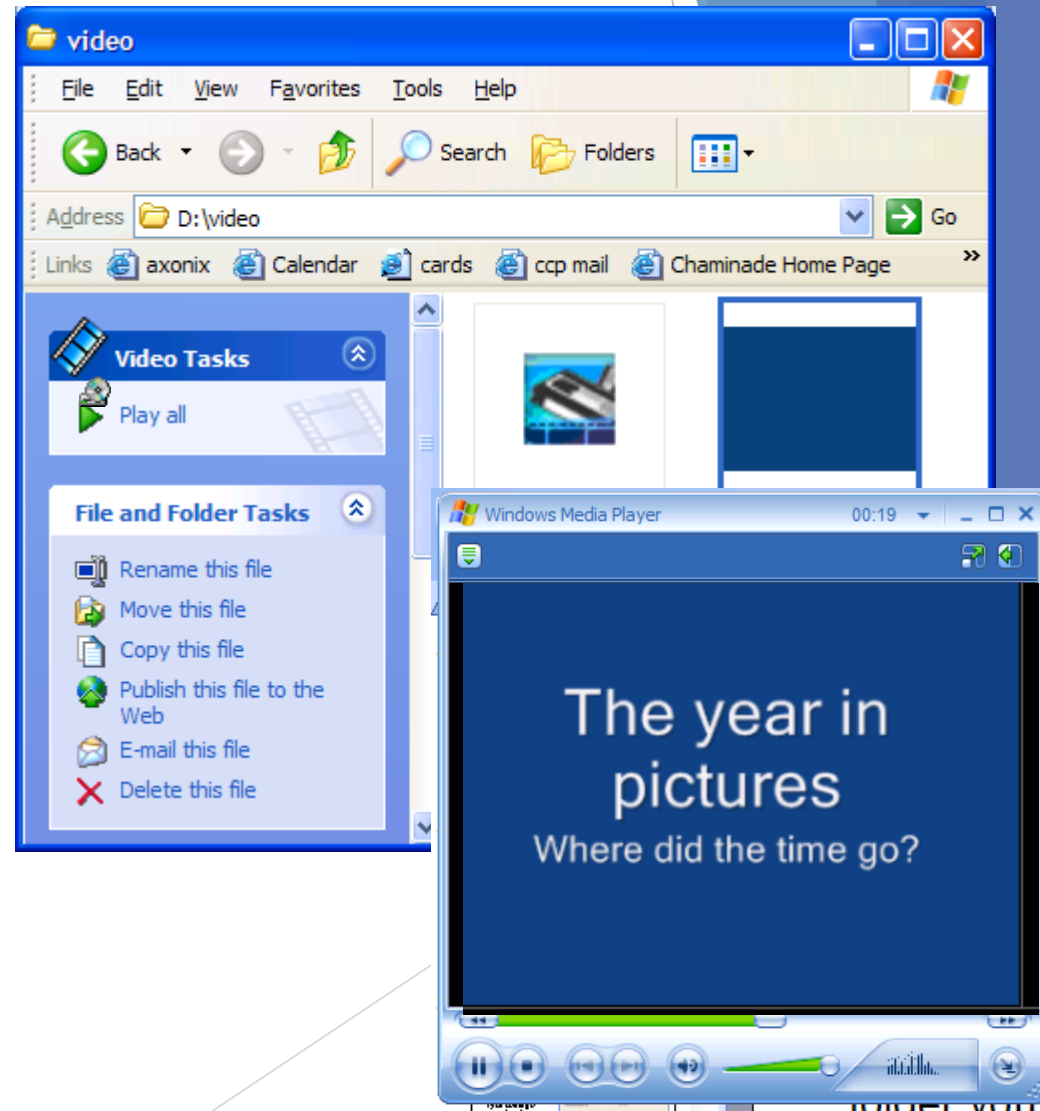 video
File Edit View Favorites Tools Help
Back Search Folders
Address D:\video Go
Links axonix Calendar cards ccp mail Chaminade Home Page »
Video Tasks
Play all
File and Folder Tasks
Rename this file
Move this file
Copy this file
Publish this file to the
Web
E-mail this file
Delete this file
Windows Media Player 00:19
The year in
pictures
Where did the time go?